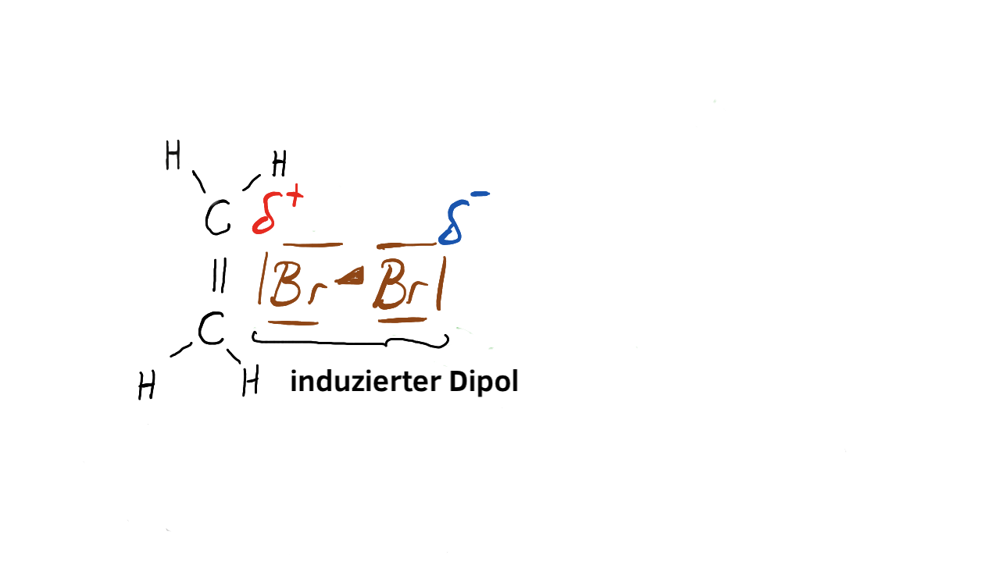 H H
C δ+ δ−
|Br Br|
C
H H induzierter Dipol